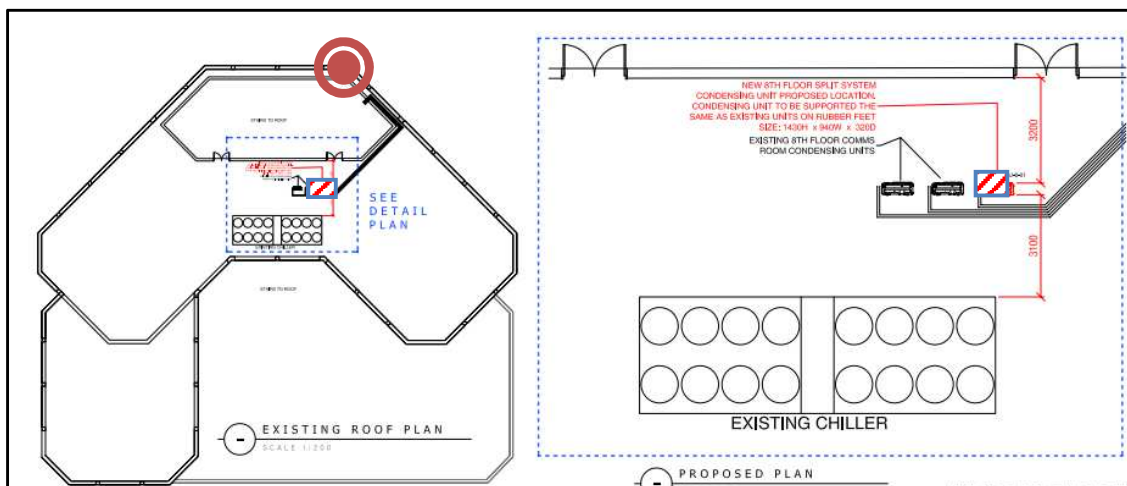 STAIRS TO ROOF
SEE
DETAIL
PLAN
EXISTING CHILLER
STAIRS TO ROOF
-
EXISTING ROOF PLAN
SCALE 1:200
NEW 8TH FLOOR SPLIT SYSTEM
CONDENSING UNIT PROPOSED LOCATION.
CONDENSING UNIT TO BE SUPPORTED THE
SAME AS EXISTING UNITS ON RUBBER FEET
SIZE: 1430H x 940W x 320D
EXISTING 8TH FLOOR COMMS
ROOM CONDENSING UNITS
3200
3100
EXISTING CHILLER
-
PROPOSED PLAN